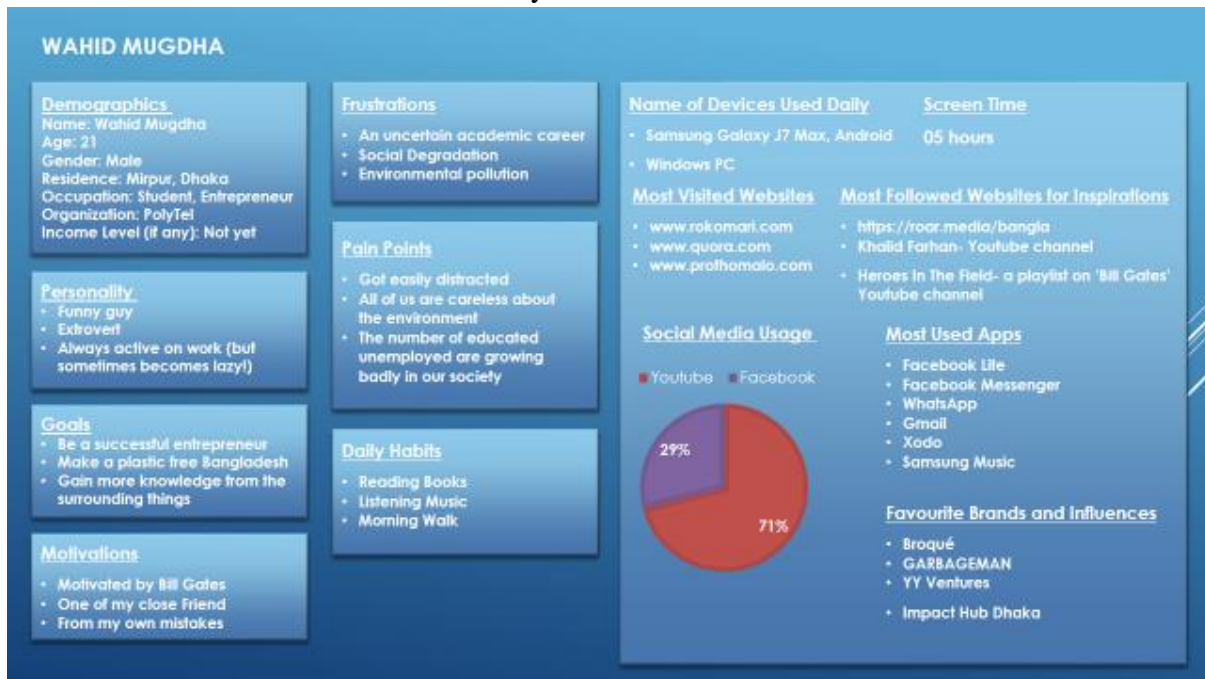 WAHID MUGDHA
Demographics
Name: Wahid Mugdha
Age: 21
Gender: Male
Residence: Mirpur, Dhaka
Occupation: Student, Entrepreneur
Organization: PolyTel
Income Level (if any): Not yet
Personality
• Funny guy
• Extrovert
• Always active on work (but
sometimes becomes lazy!)
Goals
• Be a successful entrepreneur
• Make a plastic free Bangladesh
• Gain more knowledge from the
surrounding things
Motivations
• Motivated by Bill Gates
• One of my close Friend
• From my own mistakes
Frustrations
• An uncertain academic career
• Social Degradation
• Environmental pollution
Pain Points
• Got easily distracted
• All of us are careless about
the environment
• The number of educated
unemployed are growing
badly in our society
Daily Habits
• Reading Books
• Listening Music
• Morning Walk
Name of Devices Used Daily
• Samsung Galaxy J7 Max, Android
• Windows PC
Screen Time
05 hours
Most Visited Websites
• www.rokomari.com
• www.quora.com
• www.prothomalo.com
Most Followed Websites for Inspirations
• https://roar.media/bangla
• Khalid Farhan- Youtube channel
• Heroes In The Field- a playlist on 'Bill Gates'
Youtube channel
Social Media Usage
Youtube Facebook
29%
71%
Most Used Apps
• Facebook Lite
• Facebook Messenger
• WhatsApp
• Gmail
• Xodo
• Samsung Music
Favourite Brands and Influences
• Broqué
• GARBAGEMAN
• YY Ventures
• Impact Hub Dhaka